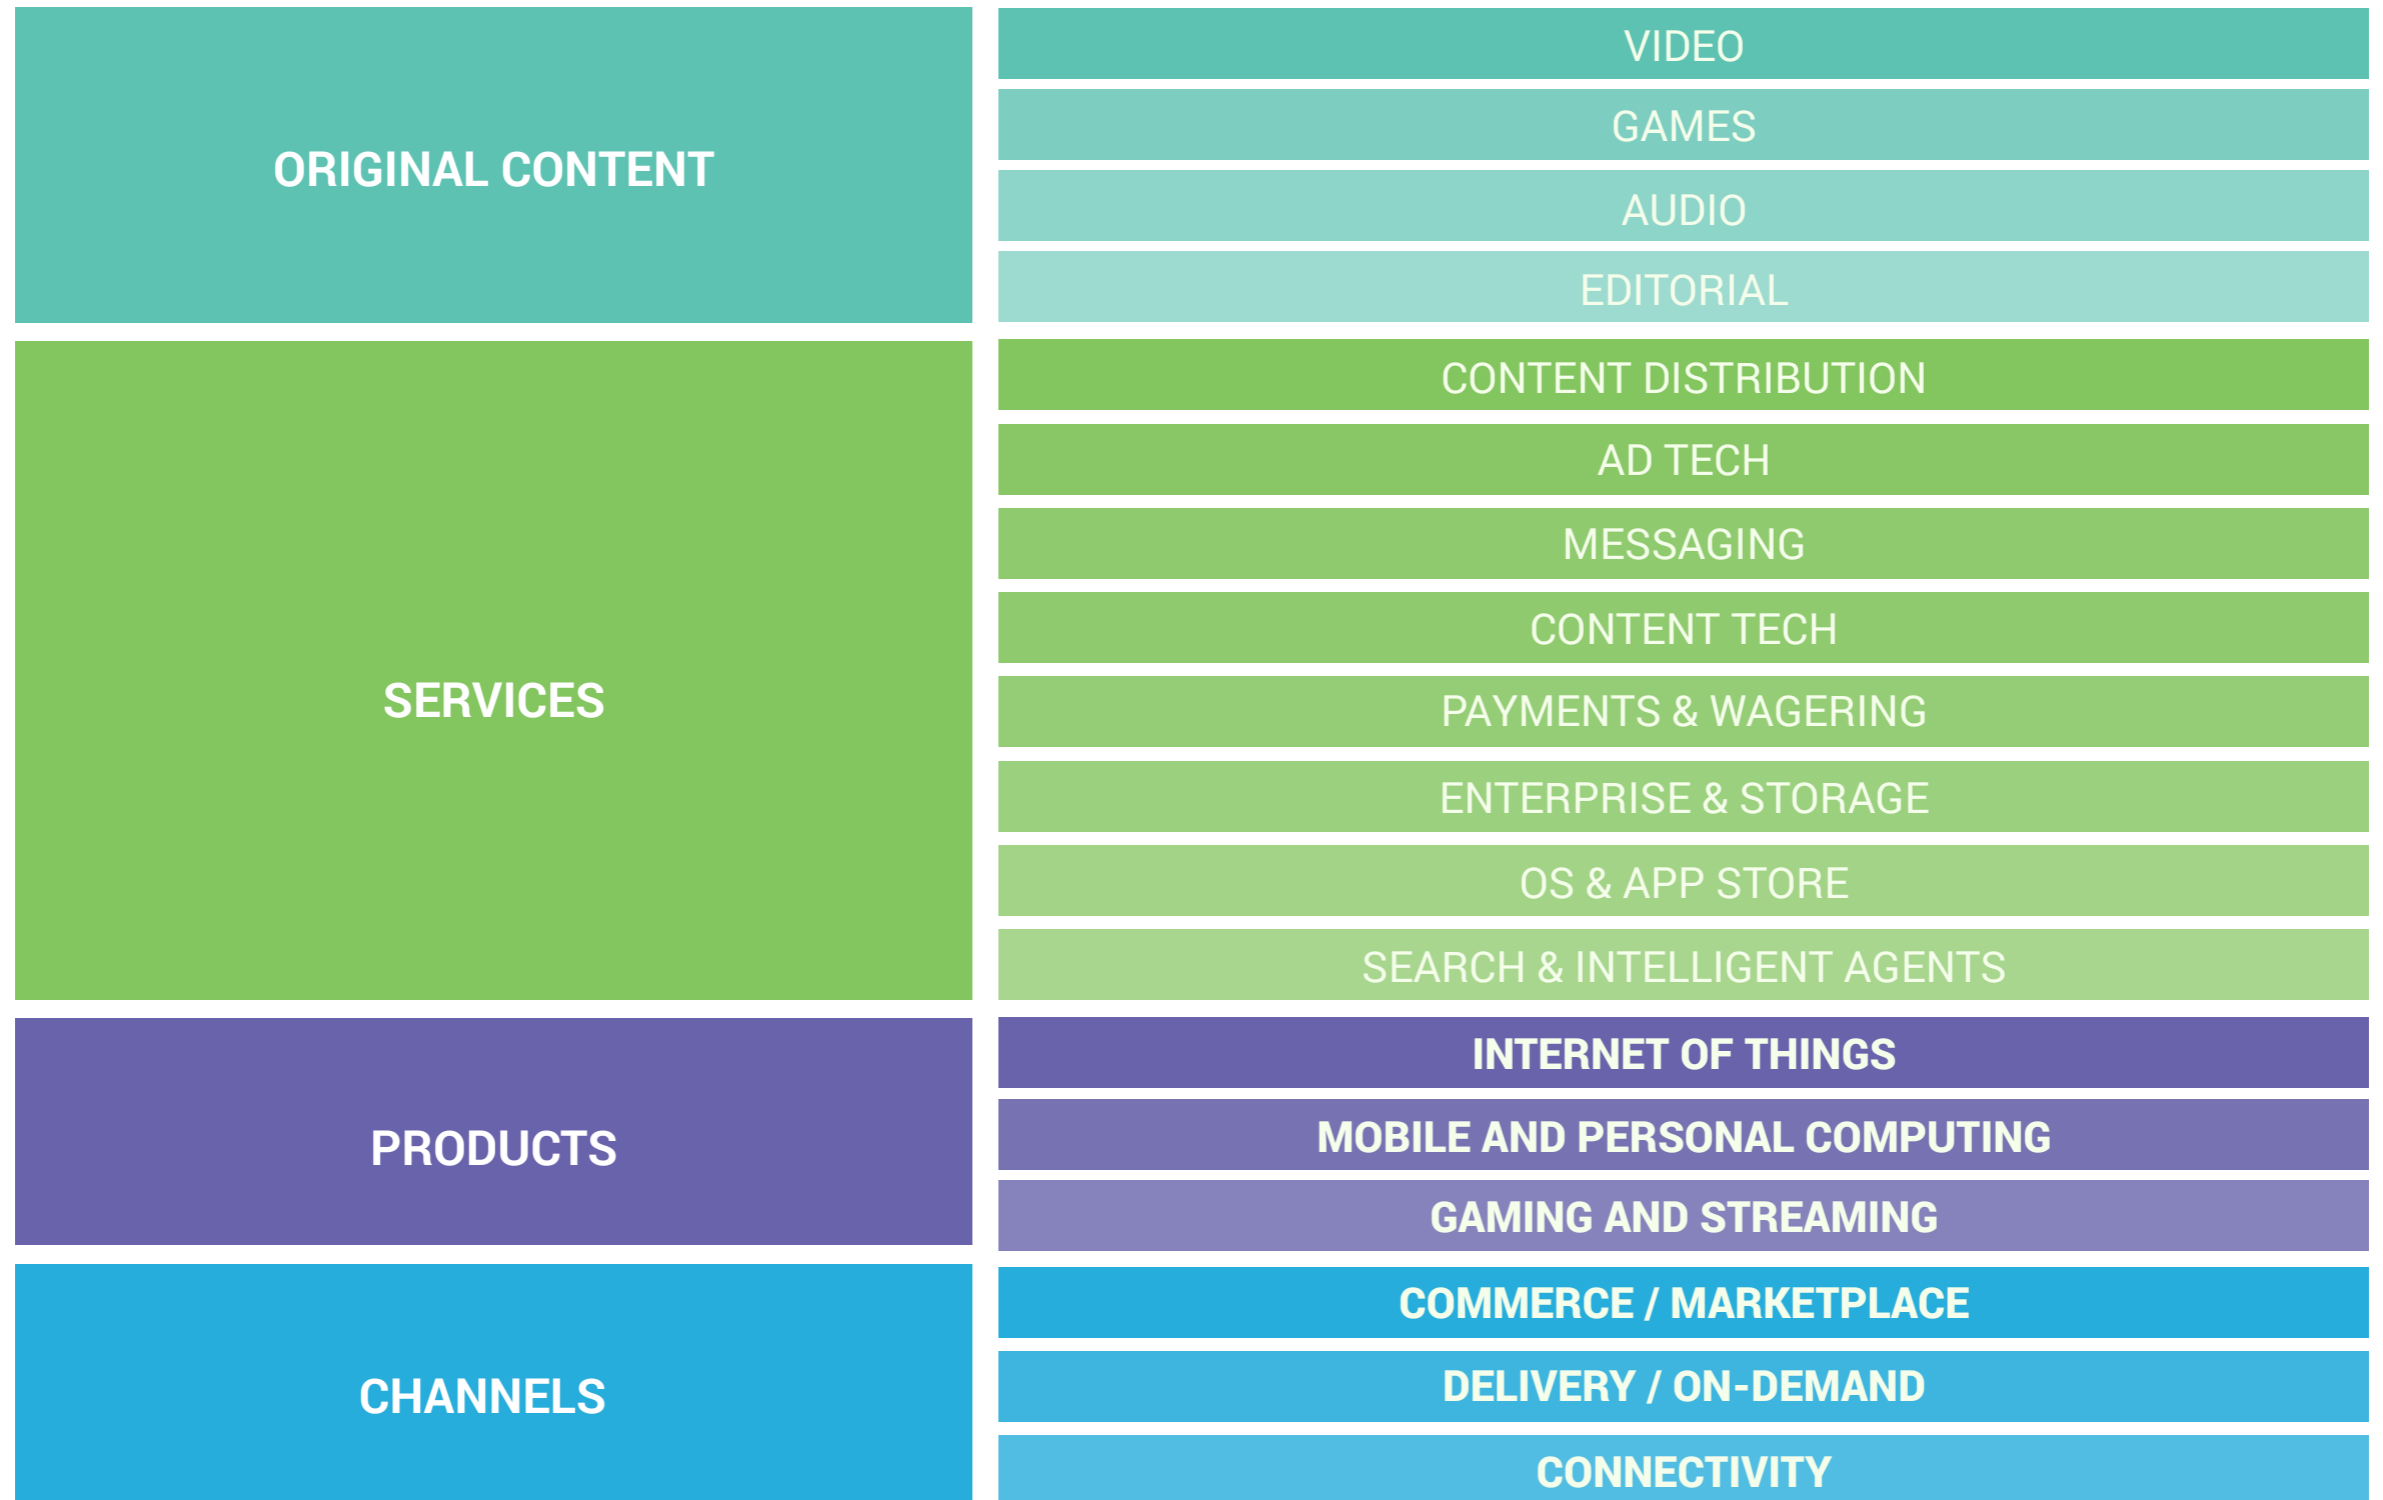 ORIGINAL CONTENT
VIDEO
GAMES
AUDIO
EDITORIAL
SERVICES
CONTENT DISTRIBUTION
AD TECH
MESSAGING
CONTENT TECH
PAYMENTS & WAGERING
ENTERPRISE & STORAGE
OS & APP STORE
SEARCH & INTELLIGENT AGENTS
PRODUCTS
INTERNET OF THINGS
MOBILE AND PERSONAL COMPUTING
GAMING AND STREAMING
CHANNELS
COMMERCE / MARKETPLACE
DELIVERY / ON-DEMAND
CONNECTIVITY